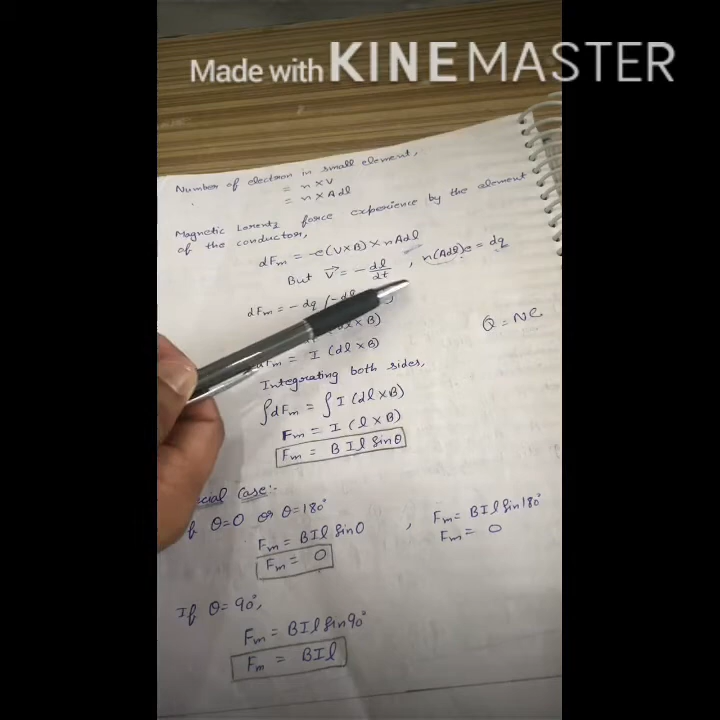 Made with KINEMASTER
Number of electron in small element,
= n × V
= n × A dl
Magnetic Lorentz force experience by the element
of the conductor,
dFm = -e (V×B) × nAdl
But V⃗ = - dl/dt , n(Adl)e = dq
dFm = - dq (-dl
× B)
Q = Ne
dFm = I (dl × B)
Integrating both sides,
∫dFm = ∫ I (dl × B)
Fm = I (l × B)
Fm = B I l sinθ
Case:-
θ=0 or θ=180°
Fm = BIl sin0 , Fm = BIl sin180°
Fm = 0 Fm = 0
If θ = 90°,
Fm = BIl sin90°
Fm = BIl